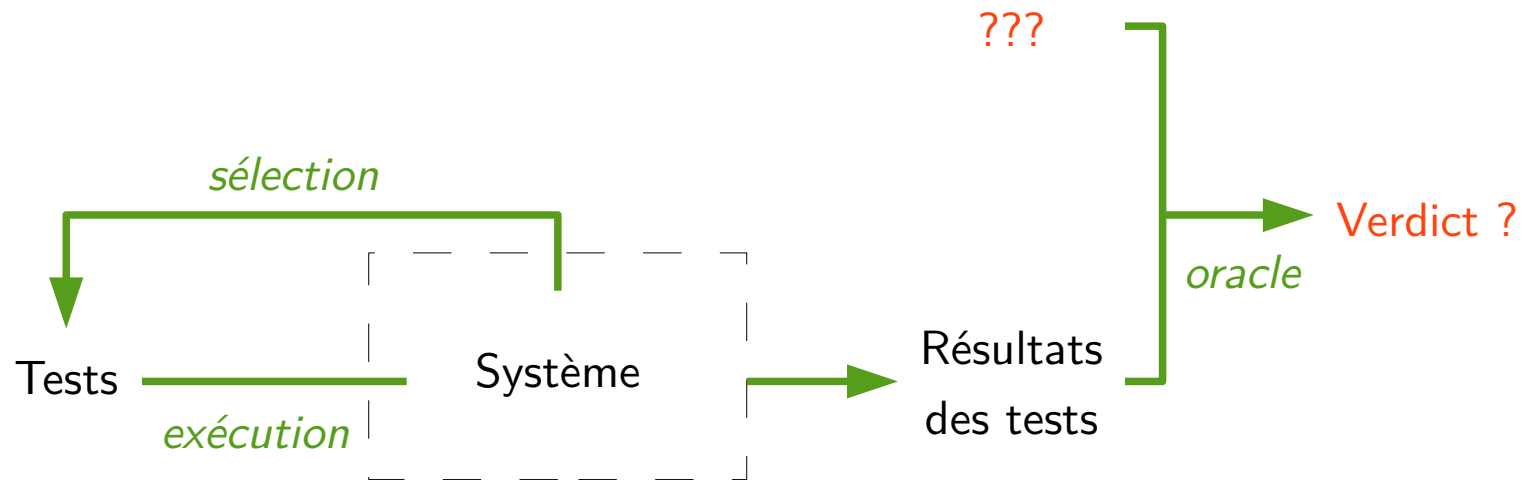 ???
sélection
Verdict ?
oracle
Tests
Système
Résultats
des tests
exécution